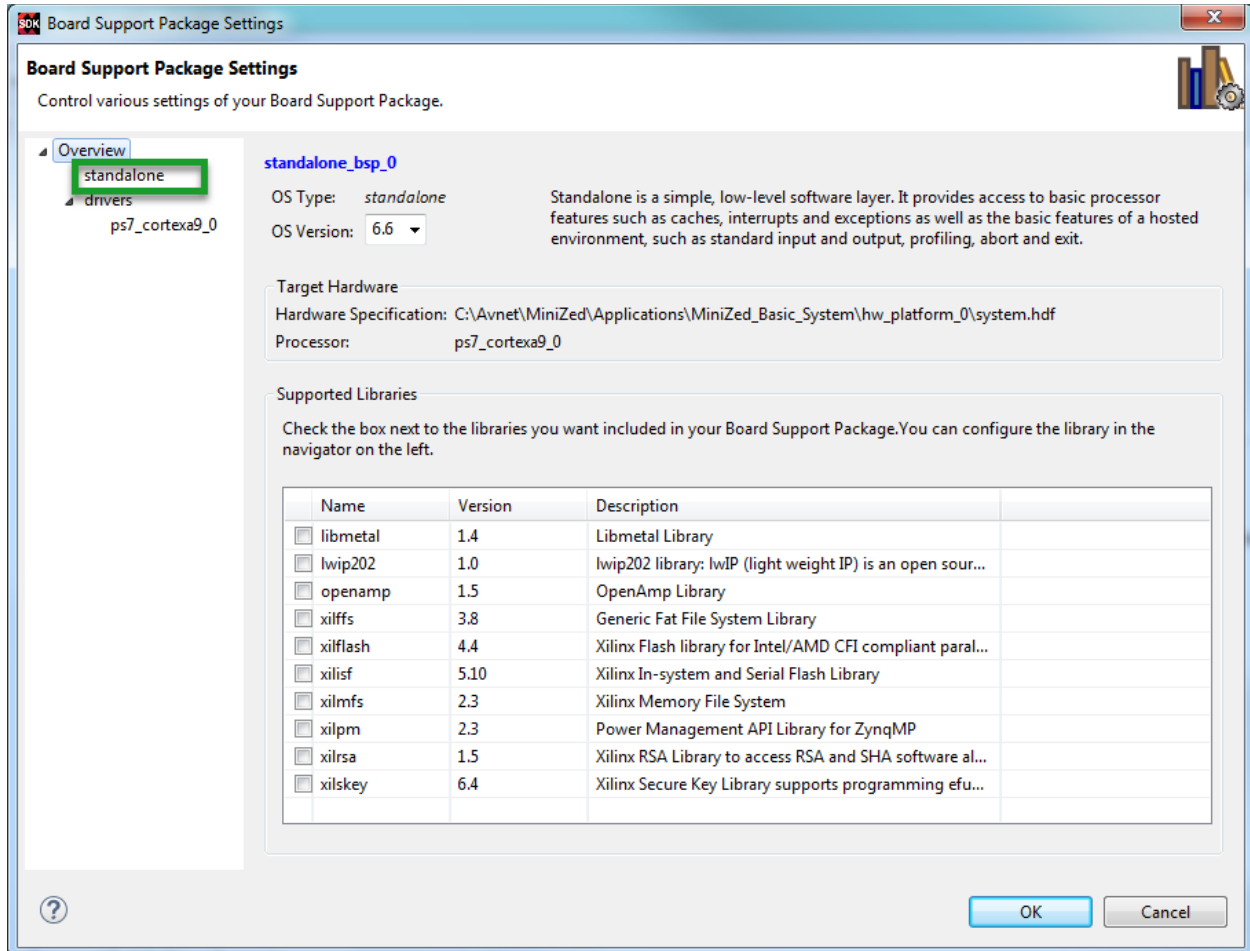 SDK Board Support Package Settings
Board Support Package Settings
Control various settings of your Board Support Package.
Overview
standalone
drivers
ps7_cortexa9_0
standalone_bsp_0
OS Type: standalone
OS Version: 6.6
Standalone is a simple, low-level software layer. It provides access to basic processor
features such as caches, interrupts and exceptions as well as the basic features of a hosted
environment, such as standard input and output, profiling, abort and exit.
Target Hardware
Hardware Specification: C:\Avnet\MiniZed\Applications\MiniZed_Basic_System\hw_platform_0\system.hdf
Processor: ps7_cortexa9_0
Supported Libraries
Check the box next to the libraries you want included in your Board Support Package.You can configure the library in the
navigator on the left.
Name Version Description
libmetal 1.4 Libmetal Library
lwip202 1.0 lwip202 library: lwIP (light weight IP) is an open sour...
openamp 1.5 OpenAmp Library
xilffs 3.8 Generic Fat File System Library
xilflash 4.4 Xilinx Flash library for Intel/AMD CFI compliant paral...
xilisf 5.10 Xilinx In-system and Serial Flash Library
xilmfs 2.3 Xilinx Memory File System
xilpm 2.3 Power Management API Library for ZynqMP
xilrsa 1.5 Xilinx RSA Library to access RSA and SHA software al...
xilskey 6.4 Xilinx Secure Key Library supports programming efu...
?
OK Cancel